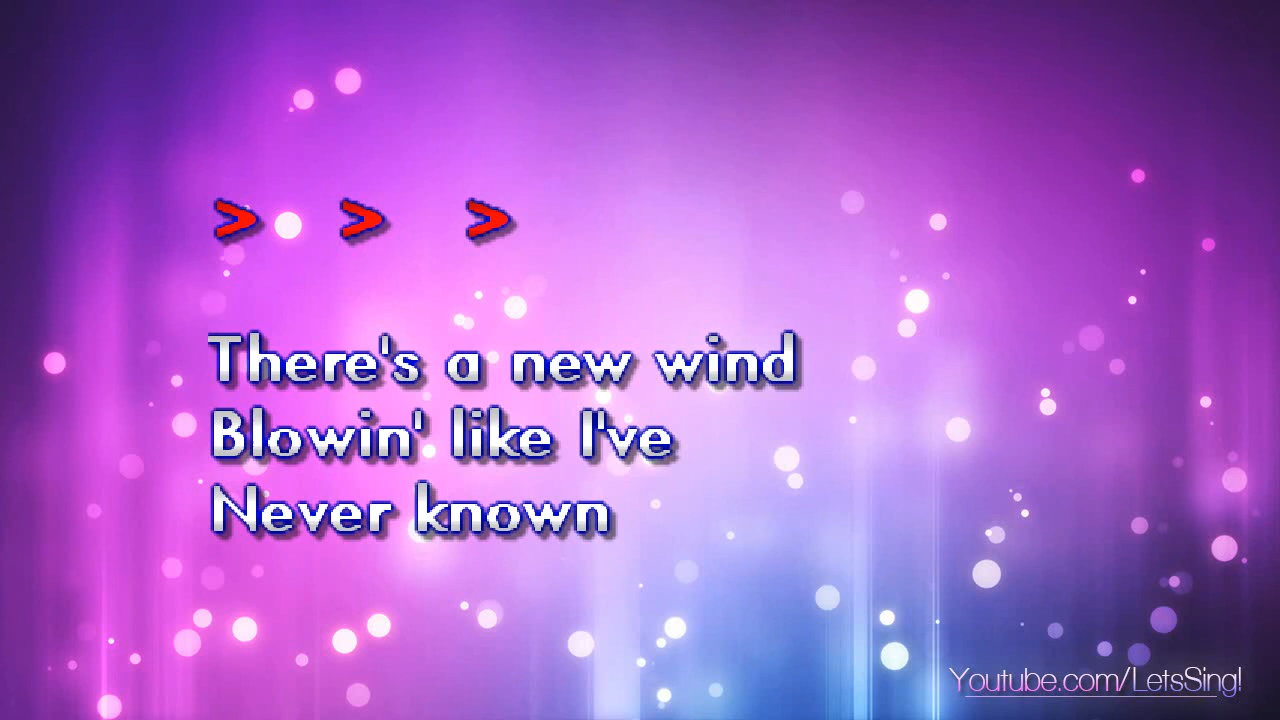 > > >
There's a new wind
Blowin' like I've
Never known
Youtube.com/LetsSing!